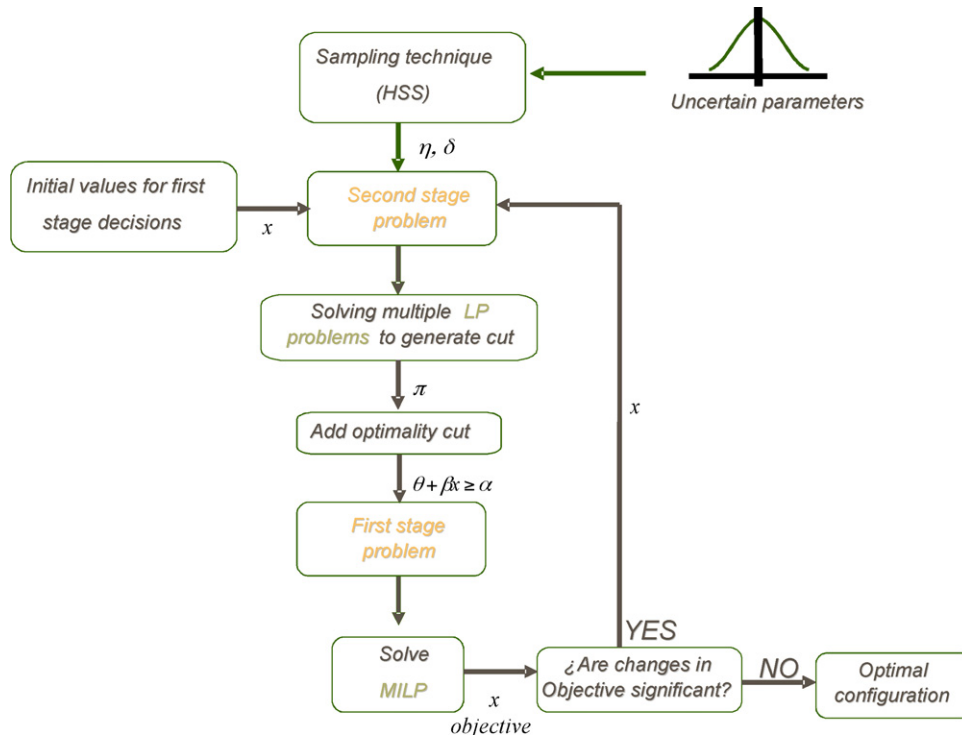 Sampling technique
(HSS)
Uncertain parameters
η, δ
Initial values for first
stage decisions
x
Second stage
problem
Solving multiple LP
problems to generate cut
π
x
Add optimality cut
θ + βx ≥ α
First stage
problem
YES
Solve
MILP
x
objective
¿Are changes in
Objective significant?
NO
Optimal
configuration